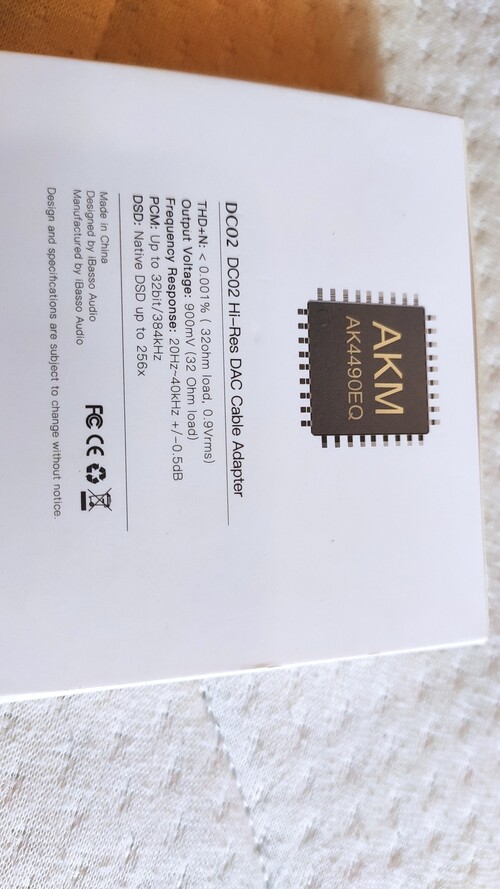 AKM
AK4490EQ
DC02 DC02 Hi-Res DAC Cable Adapter
THD+N: < 0.001% ( 32ohm load, 0.9Vrms)
Output Voltage: 900mV (32 Ohm load)
Frequency Response: 20Hz~40kHz +/-0.5dB
PCM: Up to 32bit/384kHz
DSD: Native DSD up to 256x
Made in China
Designed by iBasso Audio
Manufactured by iBasso Audio
FC CE
Design and specifications are subject to change without notice.